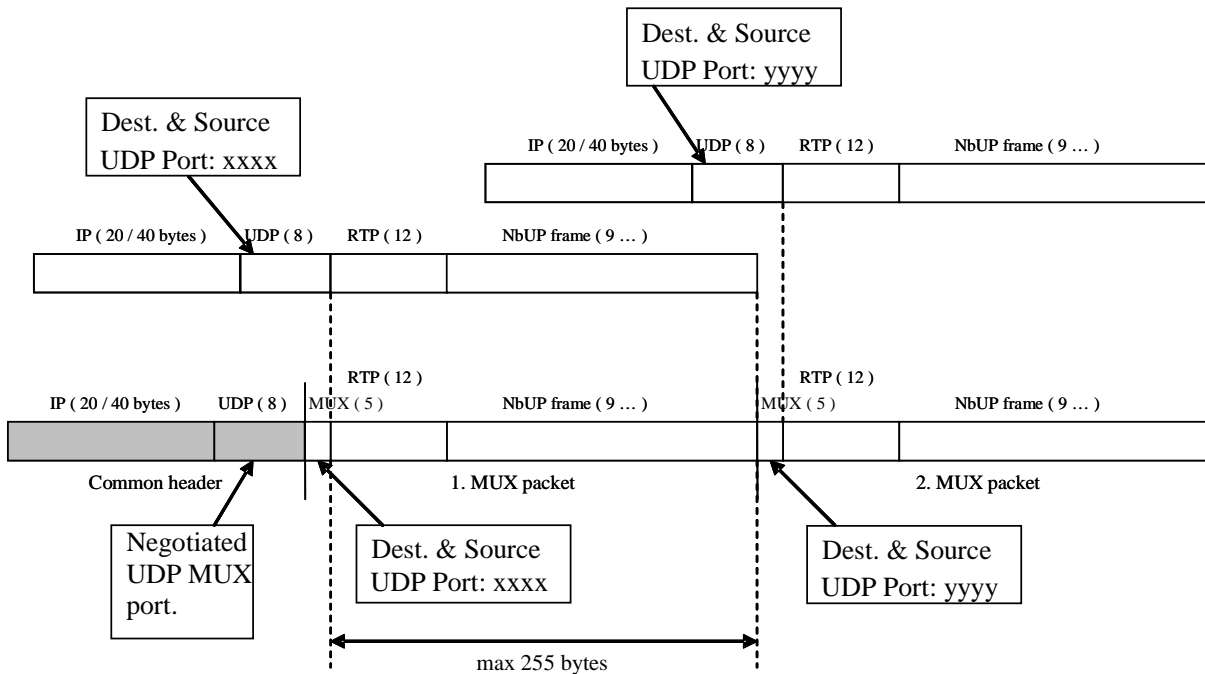 Dest. & Source
UDP Port: yyyy
Dest. & Source
UDP Port: xxxx
IP ( 20 / 40 bytes ) UDP ( 8 ) RTP ( 12 ) NbUP frame ( 9 … )
IP ( 20 / 40 bytes) UDP ( 8 ) RTP ( 12 ) NbUP frame ( 9 … )
RTP ( 12 ) RTP ( 12 )
IP ( 20 / 40 bytes ) UDP ( 8 ) MUX ( 5 ) NbUP frame ( 9 … ) MUX ( 5 ) NbUP frame ( 9 … )
Common header 1. MUX packet 2. MUX packet
Negotiated
UDP MUX
port.
Dest. & Source
UDP Port: xxxx
Dest. & Source
UDP Port: yyyy
max 255 bytes